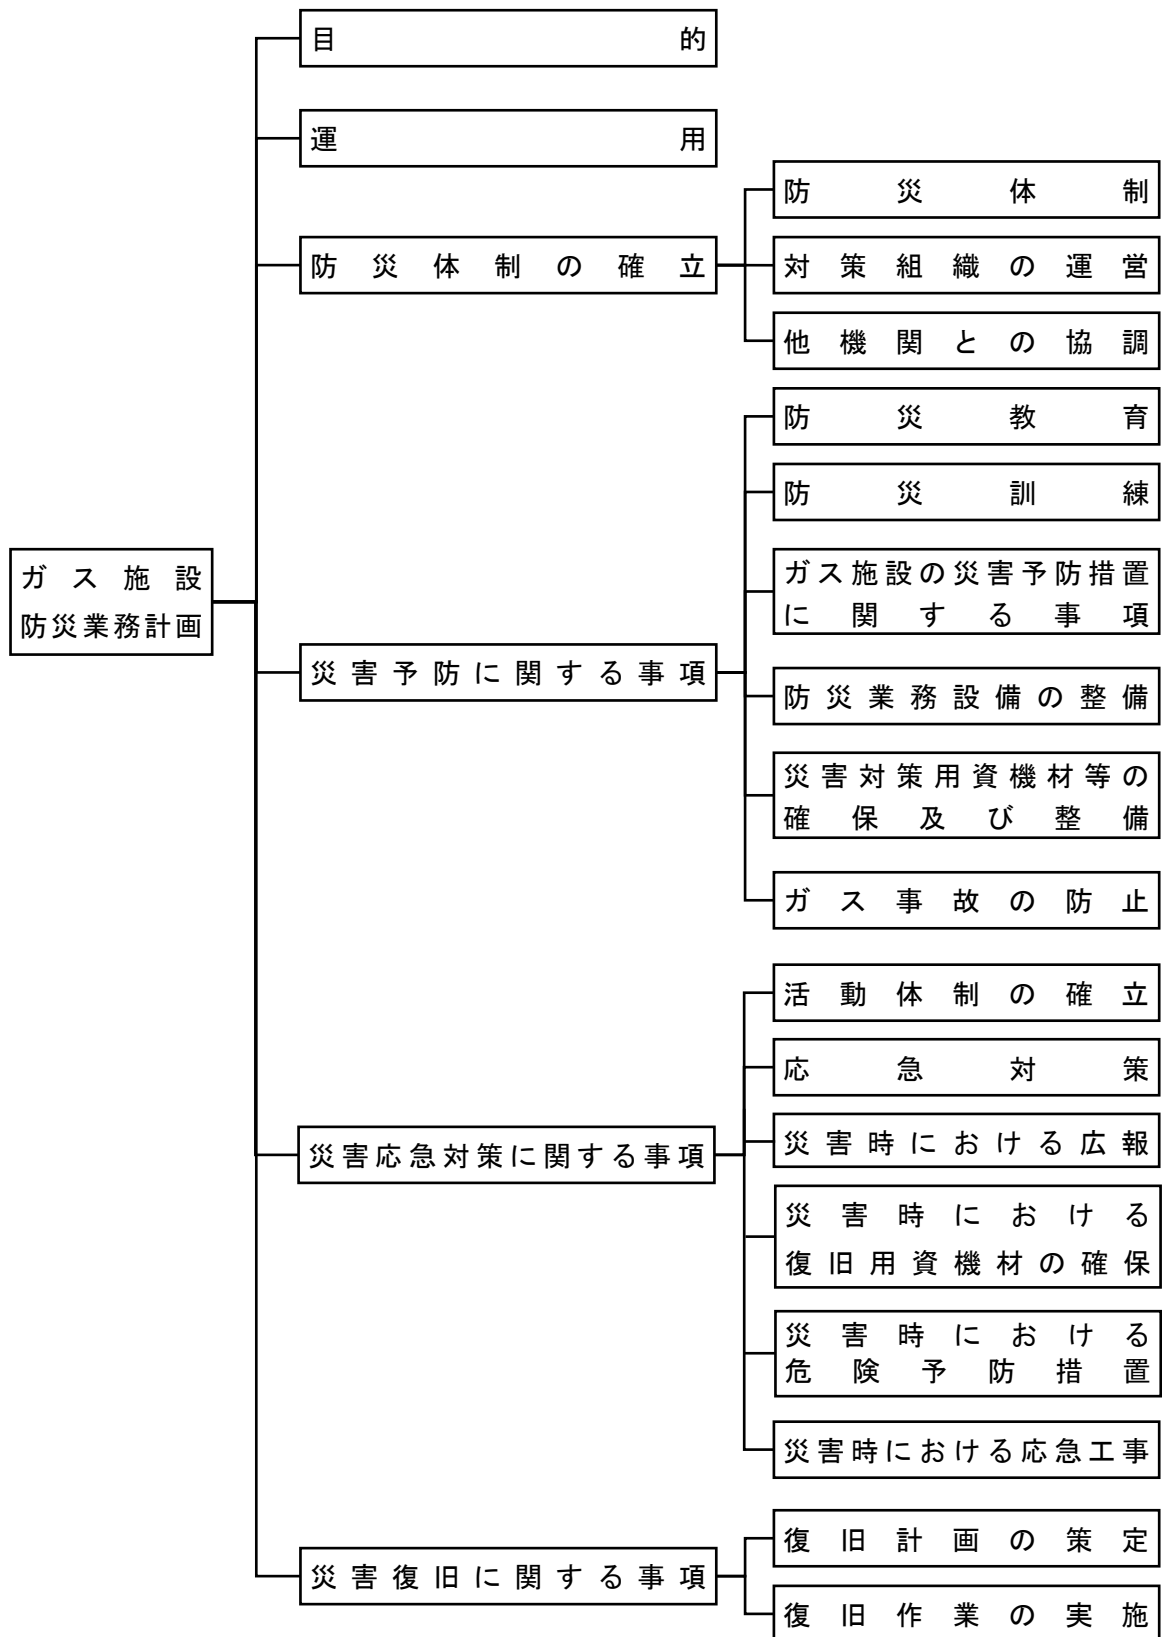 ガス施設
防災業務計画
目的
運用
防災体制の確立
防災体制
対策組織の運営
他機関との協調
災害予防に関する事項
防災教育
防災訓練
ガス施設の災害予防措置
に関する事項
防災業務設備の整備
災害対策用資機材等の
確保及び整備
ガス事故の防止
災害応急対策に関する事項
活動体制の確立
応急対策
災害時における広報
災害時における
復旧用資機材の確保
災害時における
危険予防措置
災害時における応急工事
災害復旧に関する事項
復旧計画の策定
復旧作業の実施